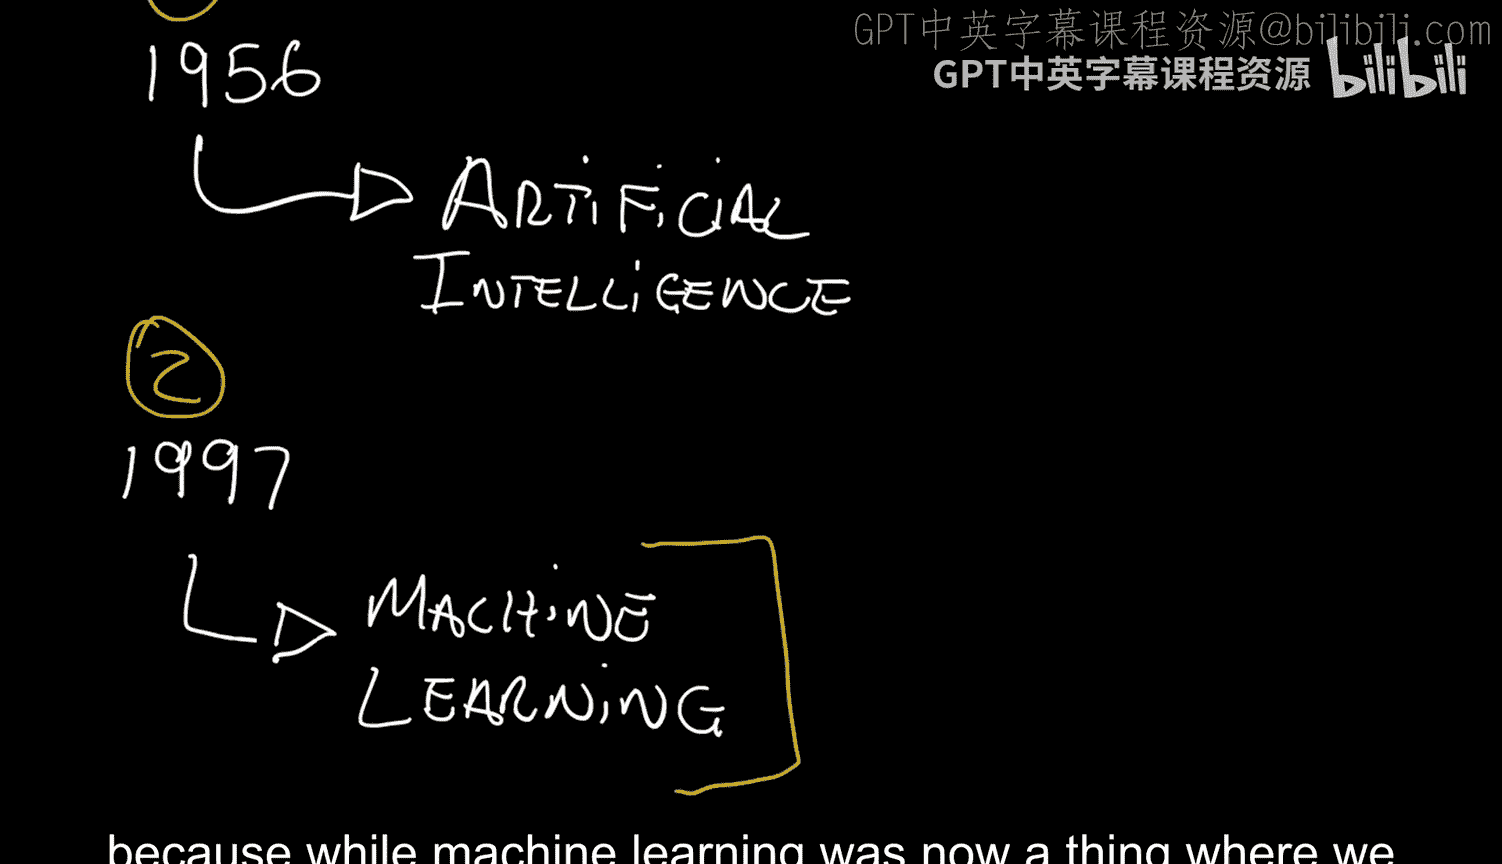 GPT中英字幕课程资源@bilibili.com
GPT中英字幕课程资源 bilibili
1956
ARTiFiCiAL
INTELLiGENCE
2
1997
MACHiNE
LEARNiNG
because while machine learning was now a thing where we